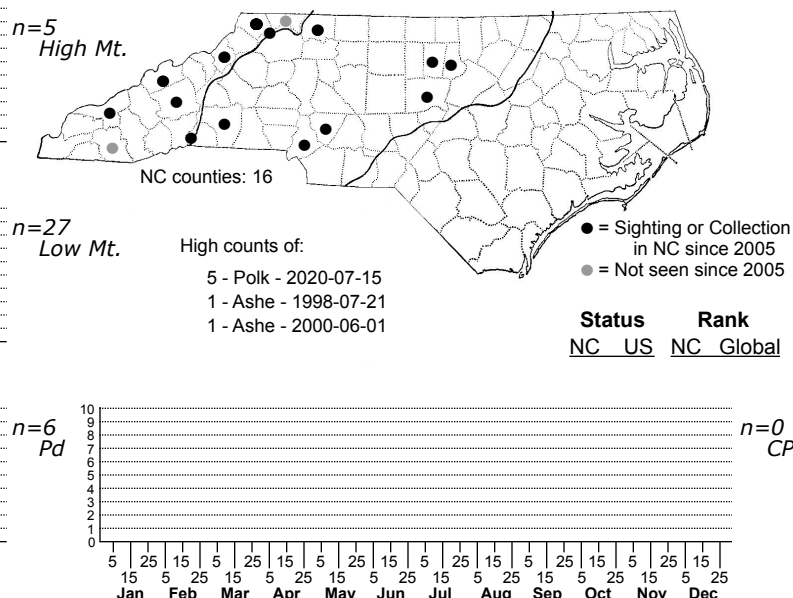 n=5
High Mt.
NC counties: 16
n=27
Low Mt.
High counts of:
5 - Polk - 2020-07-15
1 - Ashe - 1998-07-21
1 - Ashe - 2000-06-01
= Sighting or Collection
in NC since 2005
= Not seen since 2005
Status Rank
NC US NC Global
n=6
Pd
10
9
8
7
6
5
4
3
2
1
0
n=0
CP
5 25 15 5 25 15 5 25 15 5 25 15 5 25 15 5 25 15
15 5 25 15 5 25 15 5 25 15 5 25 15 5 25 15 5 25
Jan Feb Mar Apr May Jun Jul Aug Sep Oct Nov Dec